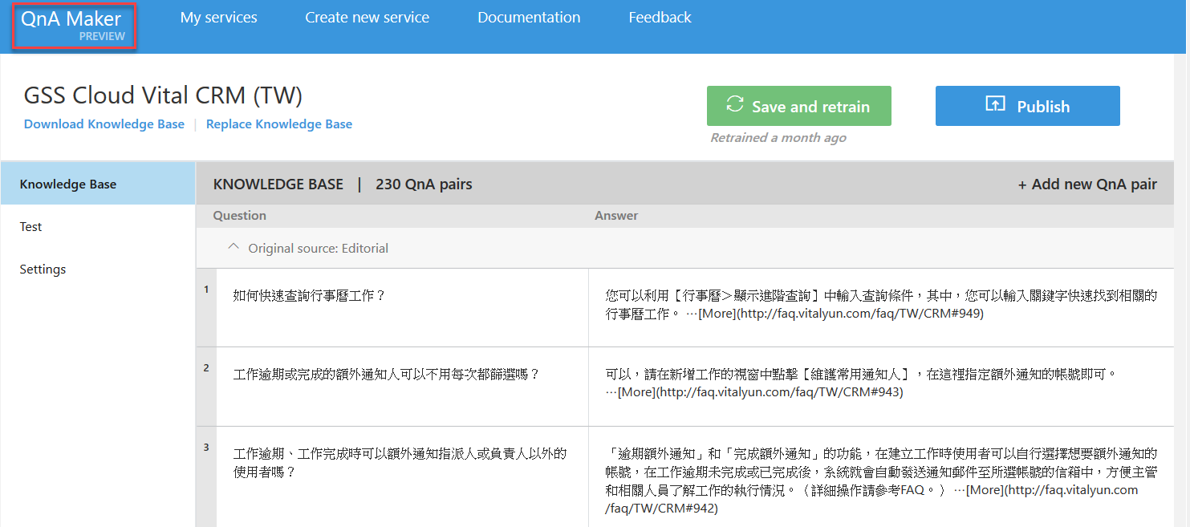 QnA Maker
PREVIEW
My services
Create new service
Documentation
Feedback
GSS Cloud Vital CRM (TW)
Download Knowledge Base | Replace Knowledge Base
Save and retrain
Publish
Retrained a month ago
Knowledge Base
Test
Settings
KNOWLEDGE BASE | 230 QnA pairs
+ Add new QnA pair
Question
Answer
Original source: Editorial
1
如何快速查詢行事曆工作？
您可以利用【行事曆＞顯示進階查詢】中輸入查詢條件，其中，您可以輸入關鍵字快速找到相關的
行事曆工作。 …[More](http://faq.vitalyun.com/faq/TW/CRM#949)
2
工作逾期或完成的額外通知人可以不用每次都篩選嗎？
可以，請在新增工作的視窗中點擊【維護常用通知人】，在這裡指定額外通知的帳號即可。
…[More](http://faq.vitalyun.com/faq/TW/CRM#943)
3
工作逾期、工作完成時可以額外通知指派人或負責人以外的
使用者嗎？
「逾期額外通知」和「完成額外通知」的功能，在建立工作時使用者可以自行選擇想要額外通知的
帳號，在工作逾期未完成或已完成後，系統就會自動發送通知郵件至所選帳號的信箱中，方便主管
和相關人員了解工作的執行情況。（詳細操作請參考FAQ。） …[More](http://faq.vitalyun.com
/faq/TW/CRM#942)